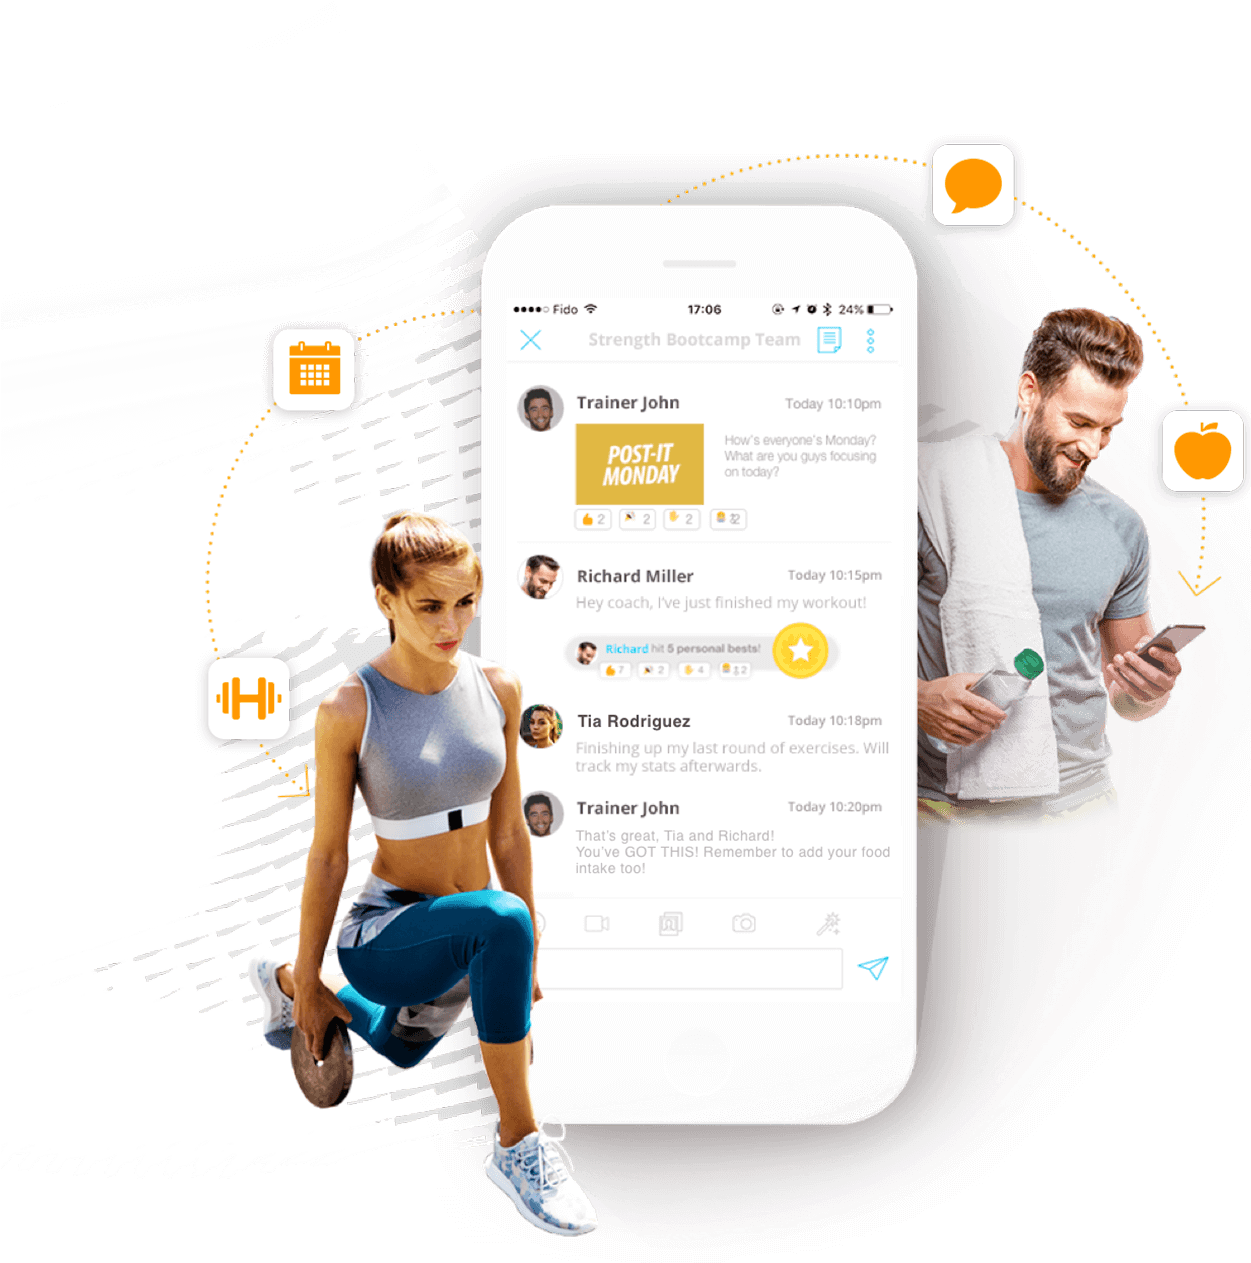 Fido 17:06 24%
Strength Bootcamp Team
Trainer John Today 10:10pm
POST-IT
MONDAY
How's everyone's Monday?
What are you guys focusing
on today?
2 2 2
Richard Miller Today 10:15pm
Hey coach, I've just finished my workout!
Richard hit 5 personal bests!
7 2 4 2
Tia Rodriguez Today 10:18pm
Finishing up my last round of exercises. Will
track my stats afterwards.
Trainer John Today 10:20pm
That's great, Tia and Richard!
You've GOT THIS! Remember to add your food
intake too!